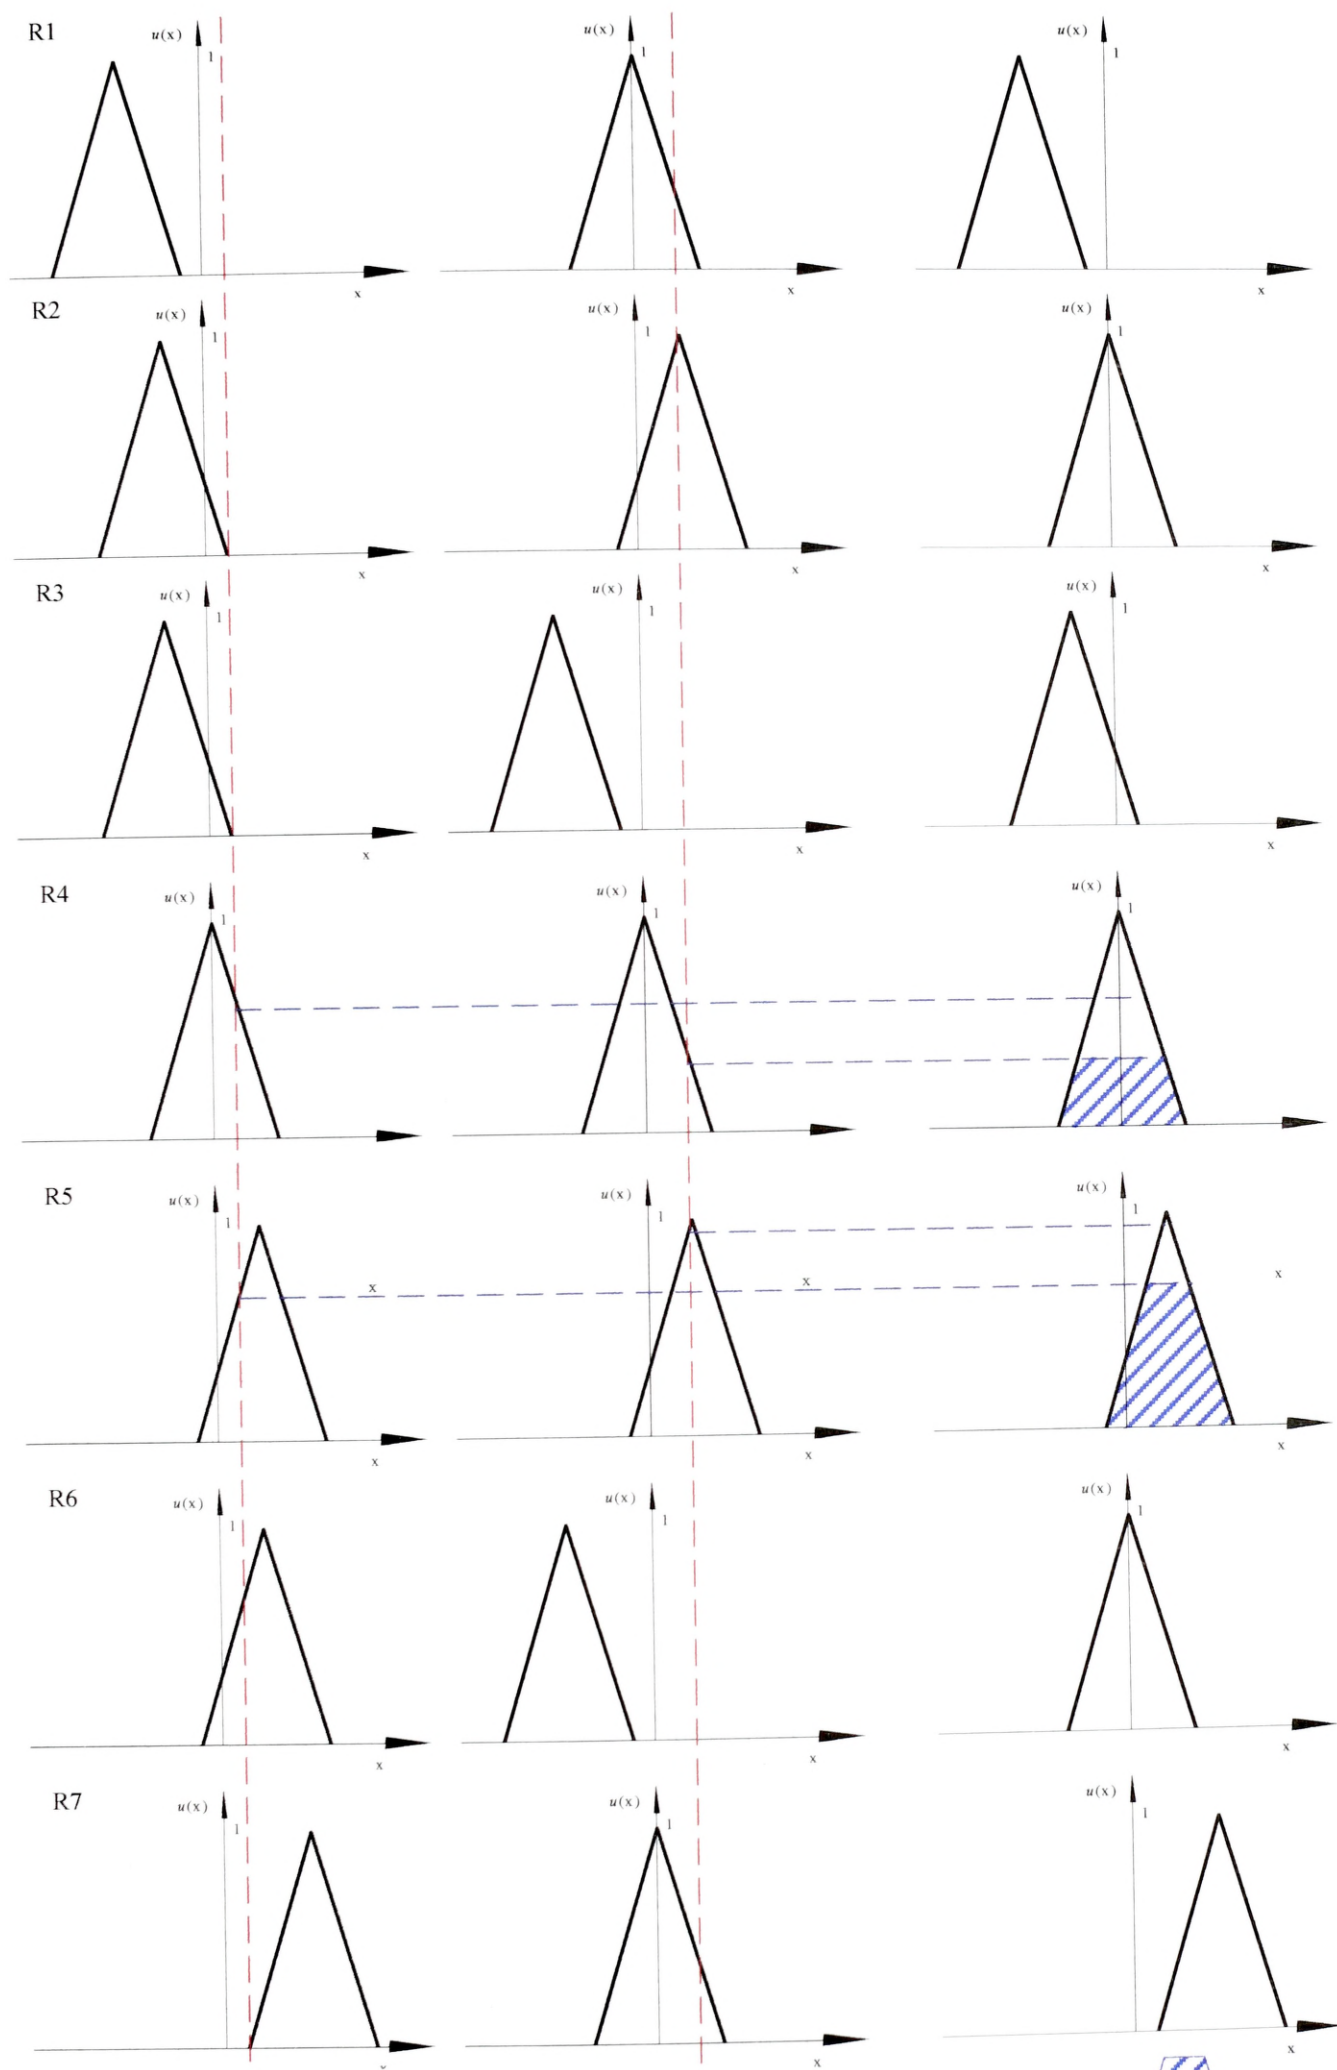 R1 u(x) 1 u(x) 1 u(x) 1
x x x
R2 u(x) 1 u(x) 1 u(x) 1
x x x
R3 u(x) 1 u(x) 1 u(x) 1
x x x
R4 u(x) 1 u(x) 1 u(x) 1
R5 u(x) 1 u(x) 1 u(x) 1
x x x
x x
R6 u(x) 1 u(x) 1 u(x) 1
x x x
R7 u(x) 1 u(x) 1 u(x) 1
x x x